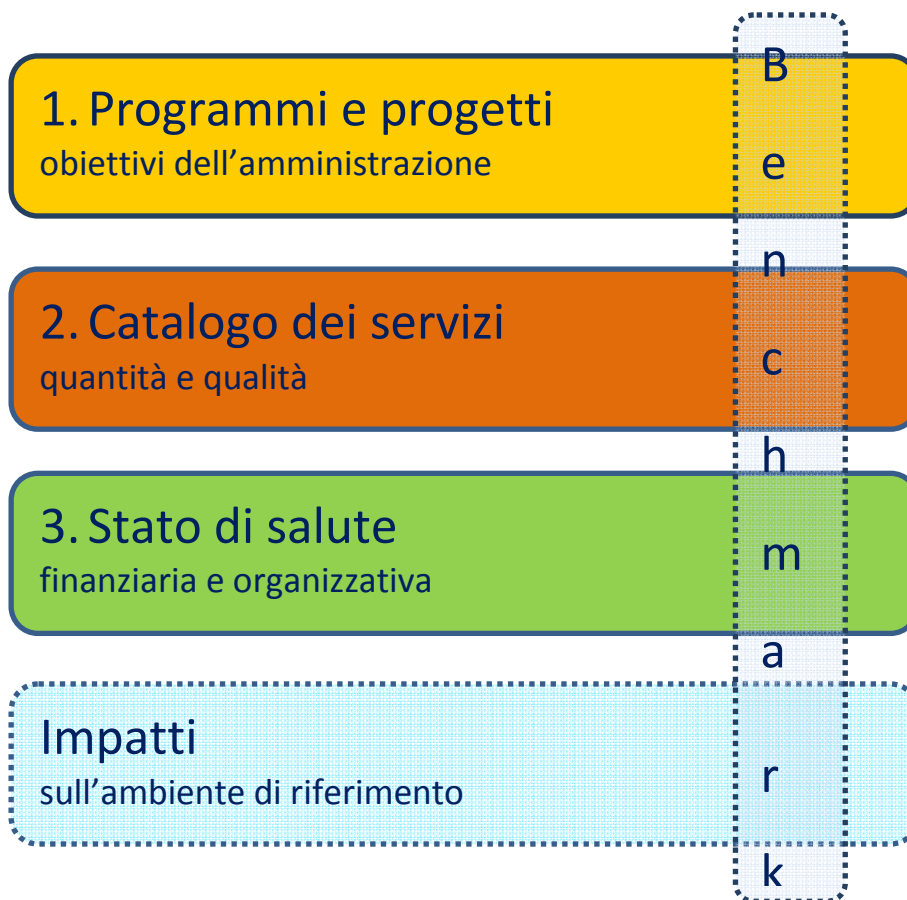 1. Programmi e progetti
obiettivi dell’amministrazione
2. Catalogo dei servizi
quantità e qualità
3. Stato di salute
finanziaria e organizzativa
Impatti
sull’ambiente di riferimento
B
e
n
c
h
m
a
r
k